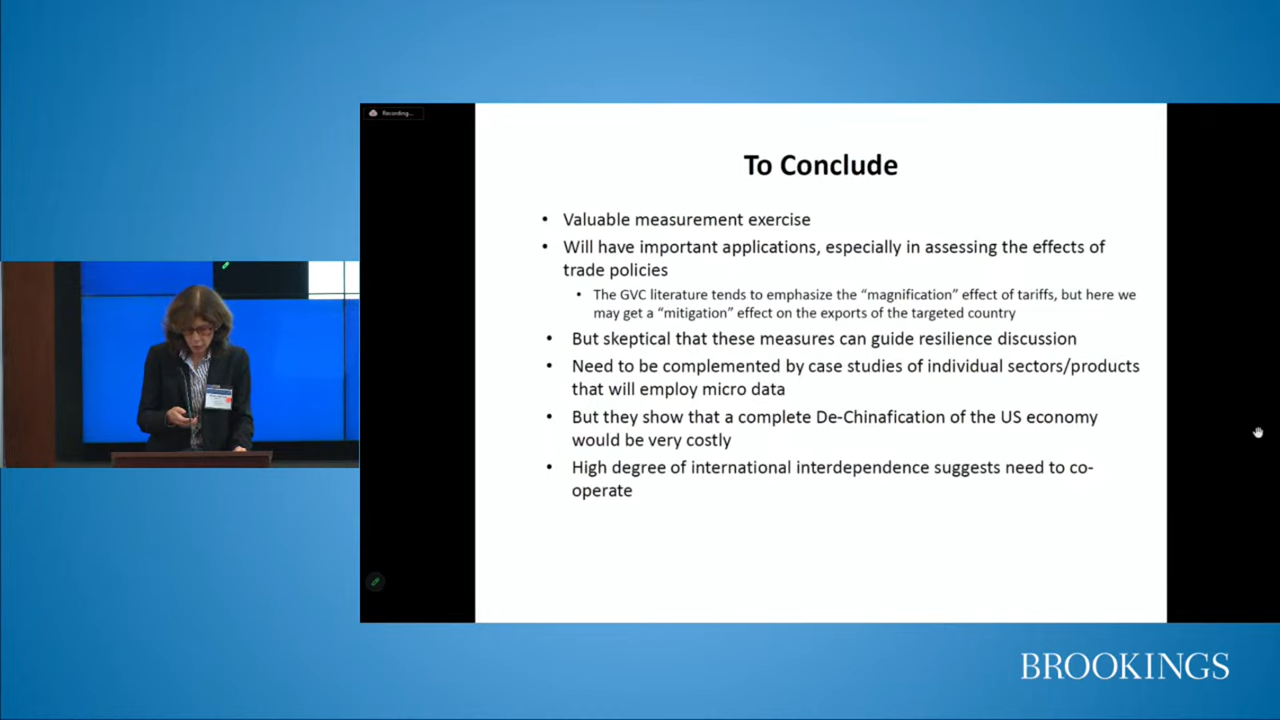 Recording...
To Conclude
• Valuable measurement exercise
• Will have important applications, especially in assessing the effects of
trade policies
• The GVC literature tends to emphasize the “magnification” effect of tariffs, but here we
may get a “mitigation” effect on the exports of the targeted country
• But skeptical that these measures can guide resilience discussion
• Need to be complemented by case studies of individual sectors/products
that will employ micro data
• But they show that a complete De-Chinafication of the US economy
would be very costly
• High degree of international interdependence suggests need to co-
operate
BROOKINGS